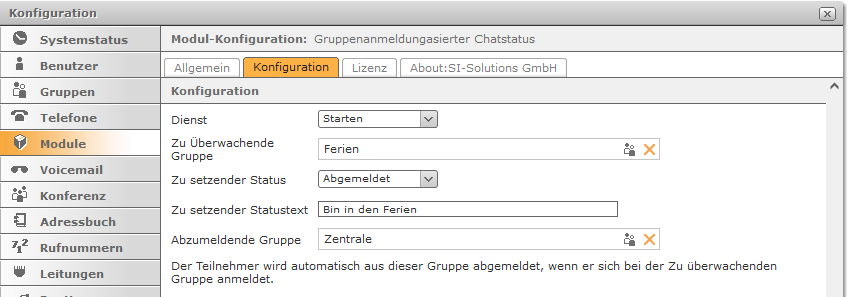 Konfiguration
Systemstatus
Benutzer
Gruppen
Telefone
Module
Voicemail
Konferenz
Adressbuch
Rufnummern
Leitungen
Modul-Konfiguration: Gruppenanmeldungasierter Chatstatus
Allgemein Konfiguration Lizenz About:SI-Solutions GmbH
Konfiguration
Dienst Starten
Zu Überwachende
Gruppe Ferien
Zu setzender Status Abgemeldet
Zu setzender Statustext Bin in den Ferien
Abzumeldende Gruppe Zentrale
Der Teilnehmer wird automatisch aus dieser Gruppe abgemeldet, wenn er sich bei der Zu überwachenden
Gruppe anmeldet.